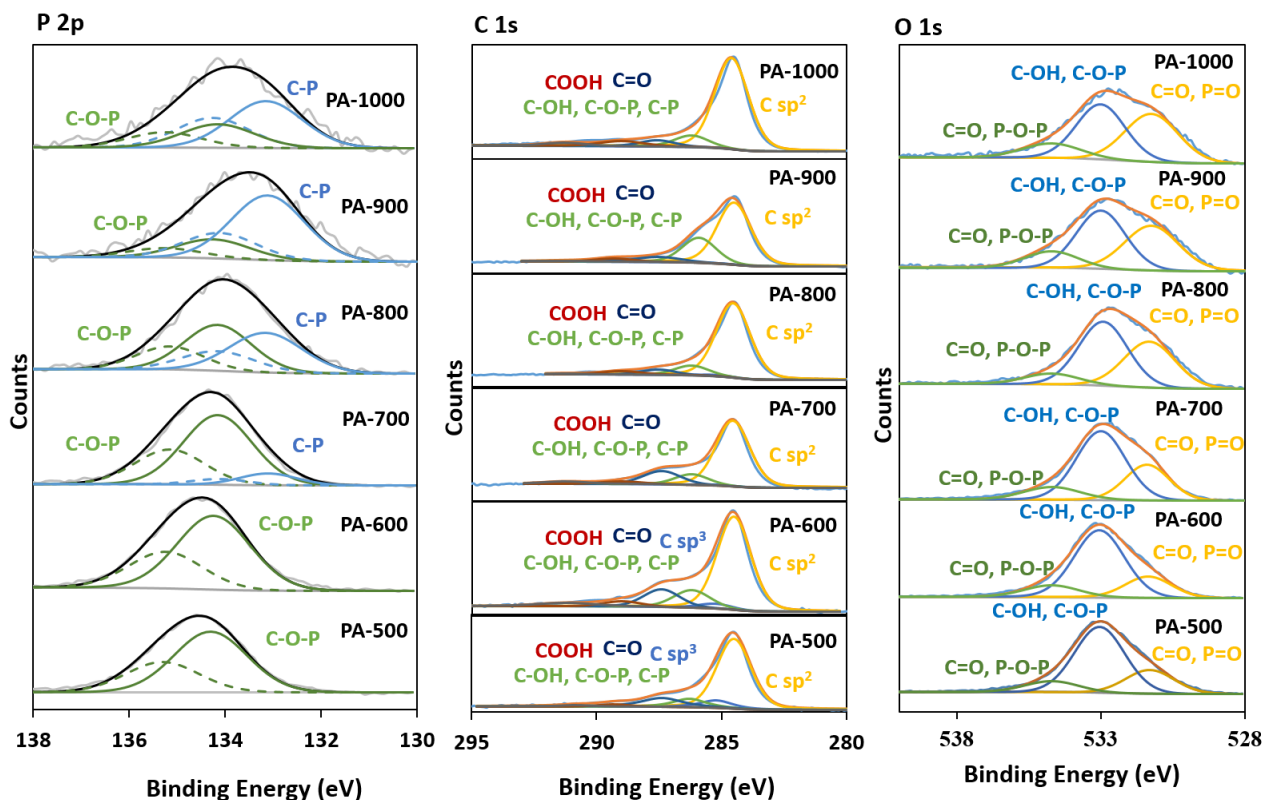 P 2p
C-P
PA-1000
C-O-P
C-P
PA-900
C-O-P
C-P
PA-800
C-O-P
PA-700
C-O-P
C-P
C-O-P
PA-600
PA-500
C-O-P
138 136 134 132 130
Binding Energy (eV)
Counts
C 1s
COOH C=O
PA-1000
C-OH, C-O-P, C-P
C sp²
COOH C=O
PA-900
C-OH, C-O-P, C-P
C sp²
COOH C=O
PA-800
C-OH, C-O-P, C-P
C sp²
COOH C=O
PA-700
C-OH, C-O-P, C-P
C sp²
COOH C=O C sp³
PA-600
C-OH, C-O-P, C-P
C sp²
COOH C=O C sp³
PA-500
C-OH, C-O-P, C-P
C sp²
295 290 285 280
Binding Energy (eV)
Counts
O 1s
C-OH, C-O-P
PA-1000
C=O, P=O
C=O, P-O-P
C-OH, C-O-P
PA-900
C=O, P=O
C=O, P-O-P
C-OH, C-O-P
PA-800
C=O, P=O
C=O, P-O-P
C-OH, C-O-P
PA-700
C=O, P=O
C=O, P-O-P
C-OH, C-O-P
PA-600
C=O, P=O
C=O, P-O-P
C-OH, C-O-P
PA-500
C=O, P=O
C=O, P-O-P
538 533 528
Binding Energy (eV)
Counts